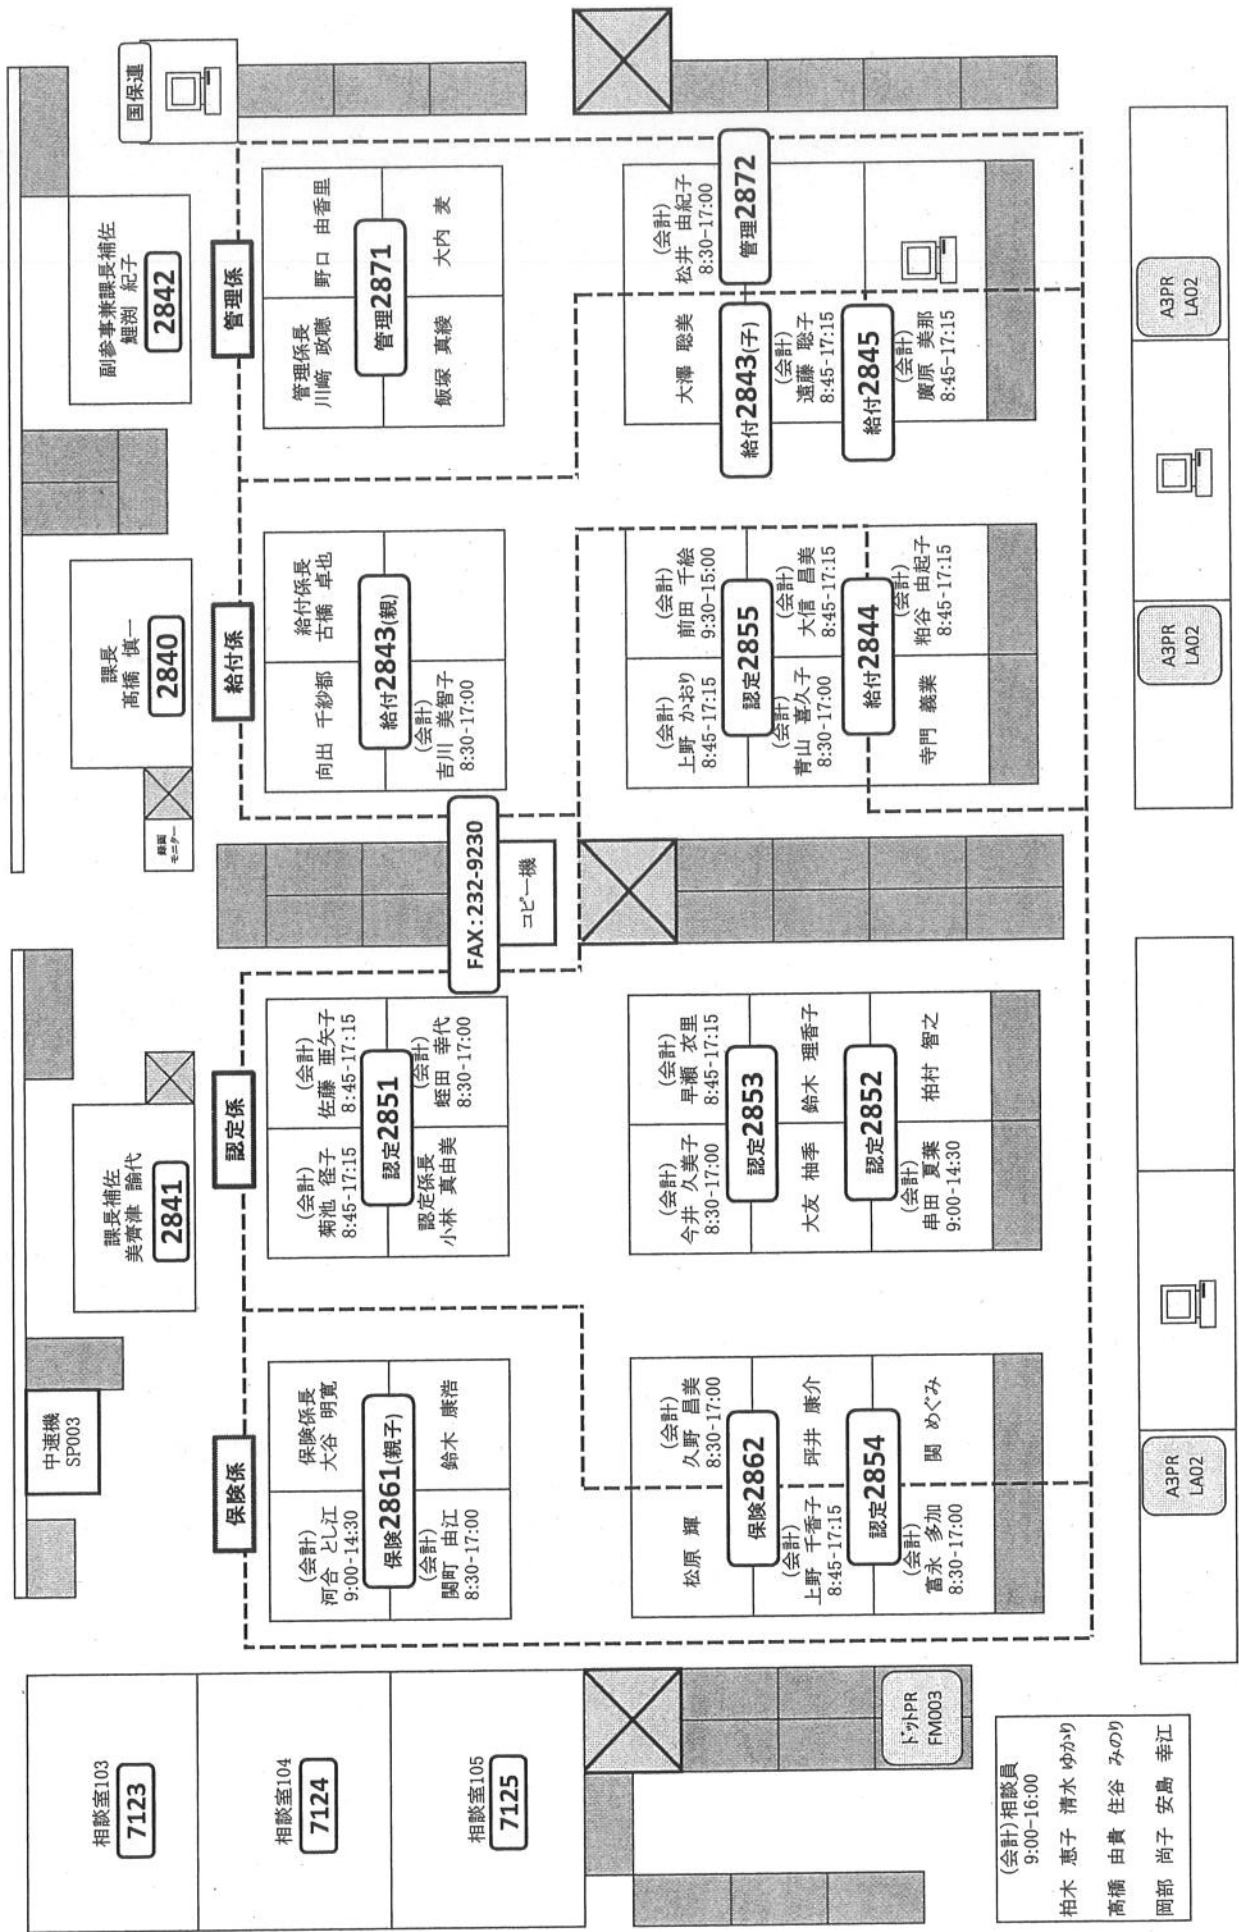 相談室103
7123
相談室104
7124
相談室105
7125
中速機
SP003
課長補佐
美齊津 諭代
2841
録画
モニター
課長
髙橋 慎一
2840
副参事兼課長補佐
鯉渕 紀子
2842
国保連
保険係
(会計)
河合 とし江
9:00-14:30
保険係長
大谷 明寛
保険2861(親子)
(会計)
関町 由江
8:30-17:00
鈴木 康浩
認定係
(会計)
菊池 径子
8:45-17:15
(会計)
佐藤 亜矢子
8:45-17:15
認定2851
認定係長
小林 真由美
(会計)
蛭田 幸代
8:30-17:00
FAX:232-9230
コピー機
給付係
向出 千紗都
給付係長
古橋 卓也
給付2843(親)
(会計)
吉川 美智子
8:30-17:00
管理係
管理係長
川﨑 政聴
野口 由香里
管理2871
飯塚 真綾
大内 麦
松原 輝
(会計)
久野 昌美
8:30-17:00
保険2862
(会計)
上野 千香子
8:45-17:15
坪井 康介
認定2854
(会計)
富永 多加
8:30-17:00
関 めぐみ
(会計)
今井 久美子
8:30-17:00
(会計)
早瀬 衣里
8:45-17:15
認定2853
大友 柚季
鈴木 理香子
認定2852
(会計)
串田 夏葉
9:00-14:30
柏村 智之
(会計)
上野 かおり
8:45-17:15
(会計)
前田 千絵
9:30-15:00
認定2855
(会計)
青山 喜久子
8:30-17:00
(会計)
大信 昌美
8:45-17:15
給付2844
寺門 義業
(会計)
粕谷 由起子
8:45-17:15
大澤 聡美
(会計)
松井 由紀子
8:30-17:00
給付2843(子)
管理2872
(会計)
遠藤 聡子
8:45-17:15
給付2845
(会計)
廣原 美那
8:45-17:15
ドットPR
FM003
A3PR
LA02
A3PR
LA02
A3PR
LA02
(会計)相談員
9:00-16:00
柏木 恵子 清水 ゆかり
髙橋 由貴 住谷 みのり
岡部 尚子 安島 幸江